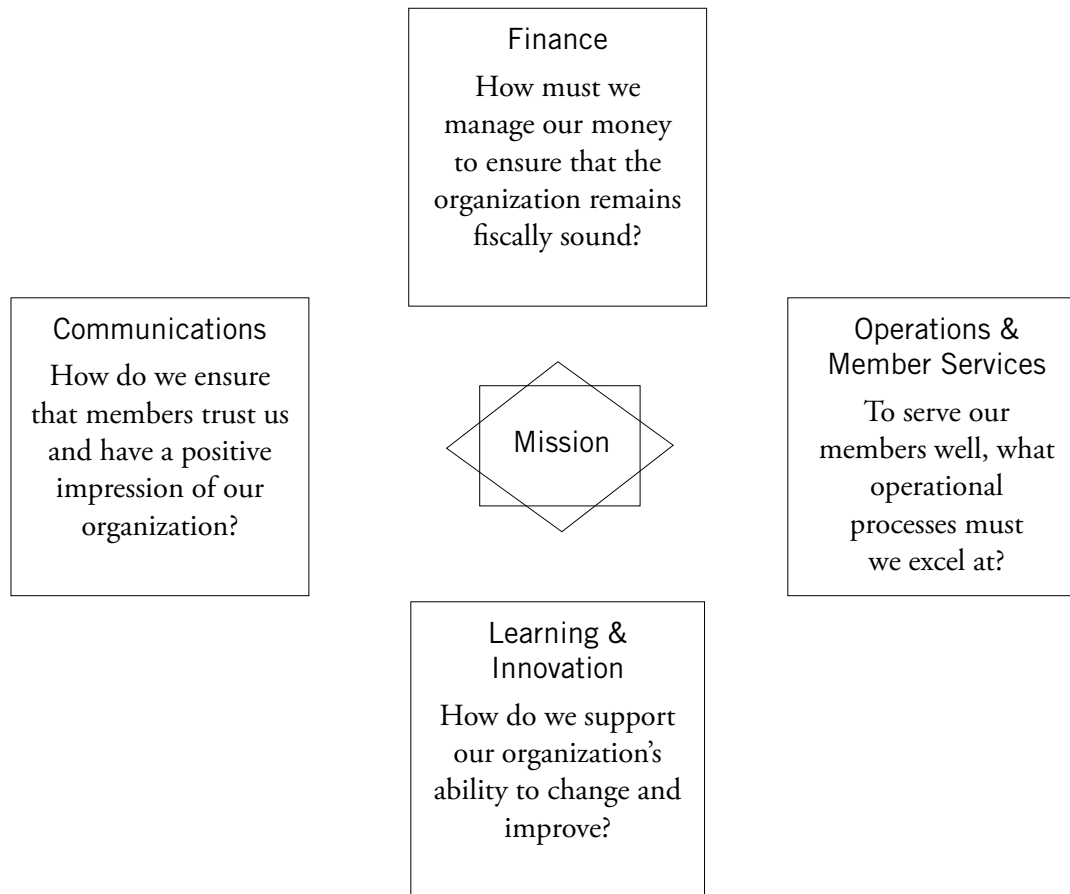 Finance
How must we
manage our money
to ensure that the
organization remains
fiscally sound?
Communications
How do we ensure
that members trust us
and have a positive
impression of our
organization?
Mission
Operations &
Member Services
To serve our
members well, what
operational
processes must
we excel at?
Learning &
Innovation
How do we support
our organization’s
ability to change and
improve?